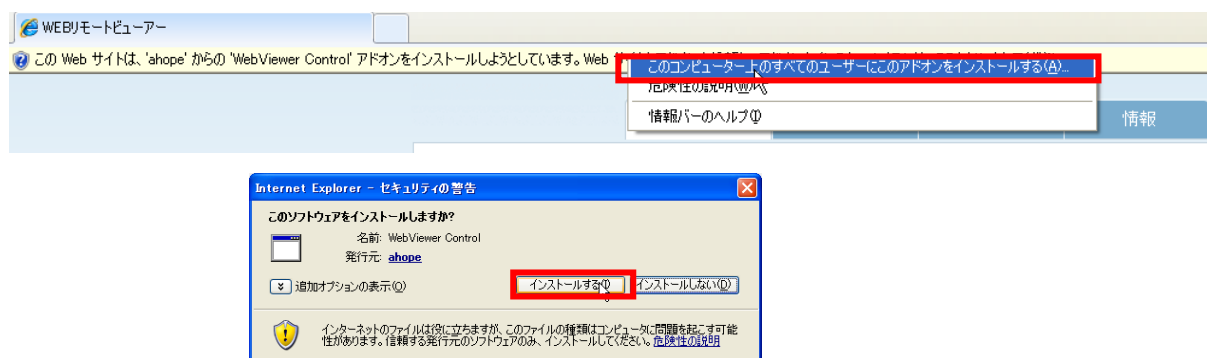 WEBリモートビューアー
この Web サイトは、'ahope' からの 'WebViewer Control' アドオンをインストールしようとしています。Web
このコンピューター上のすべてのユーザーにこのアドオンをインストールする(A)...
危険性の説明(W)
情報バーのヘルプ(I)
情報
Internet Explorer - セキュリティの警告
このソフトウェアをインストールしますか?
名前: WebViewer Control
発行元: ahope
追加オプションの表示(O)
インストールする(I)
インストールしない(D)
インターネットのファイルは役に立ちますが、このファイルの種類はコンピュータに問題を起こす可能
性があります。信頼する発行元のソフトウェアのみ、インストールしてください。危険性の説明